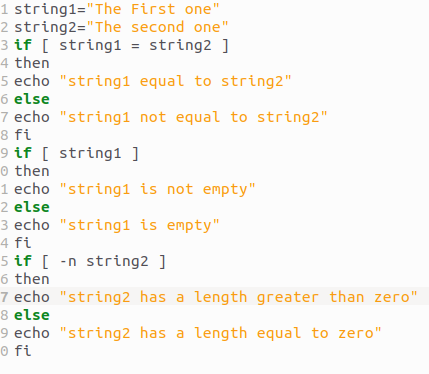 1 string1="The First one"
2 string2="The second one"
3 if [ string1 = string2 ]
4 then
5 echo "string1 equal to string2"
6 else
7 echo "string1 not equal to string2"
8 fi
9 if [ string1 ]
0 then
1 echo "string1 is not empty"
2 else
3 echo "string1 is empty"
4 fi
5 if [ -n string2 ]
6 then
7 echo "string2 has a length greater than zero"
8 else
9 echo "string2 has a length equal to zero"
0 fi